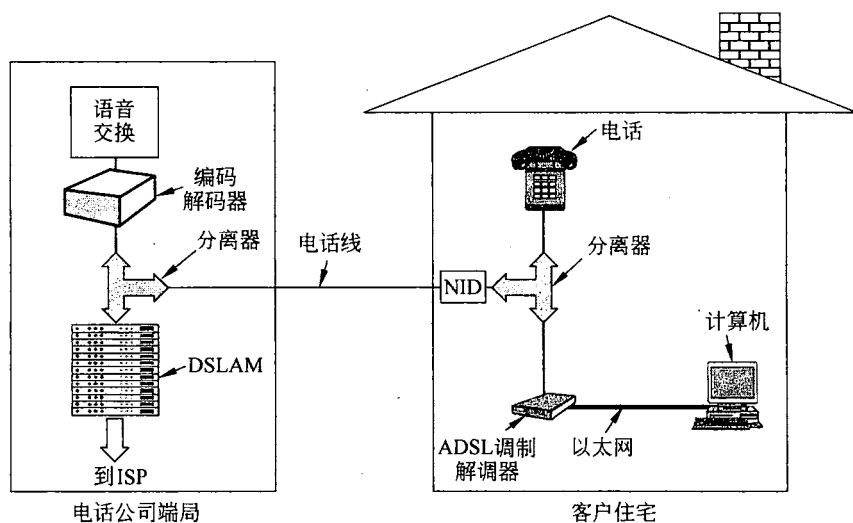 语音
交换
编码
解码器
分离器
DSLAM
到ISP
电话公司端局
电话线
NID
电话
分离器
计算机
ADSL调制
解调器
以太网
客户住宅